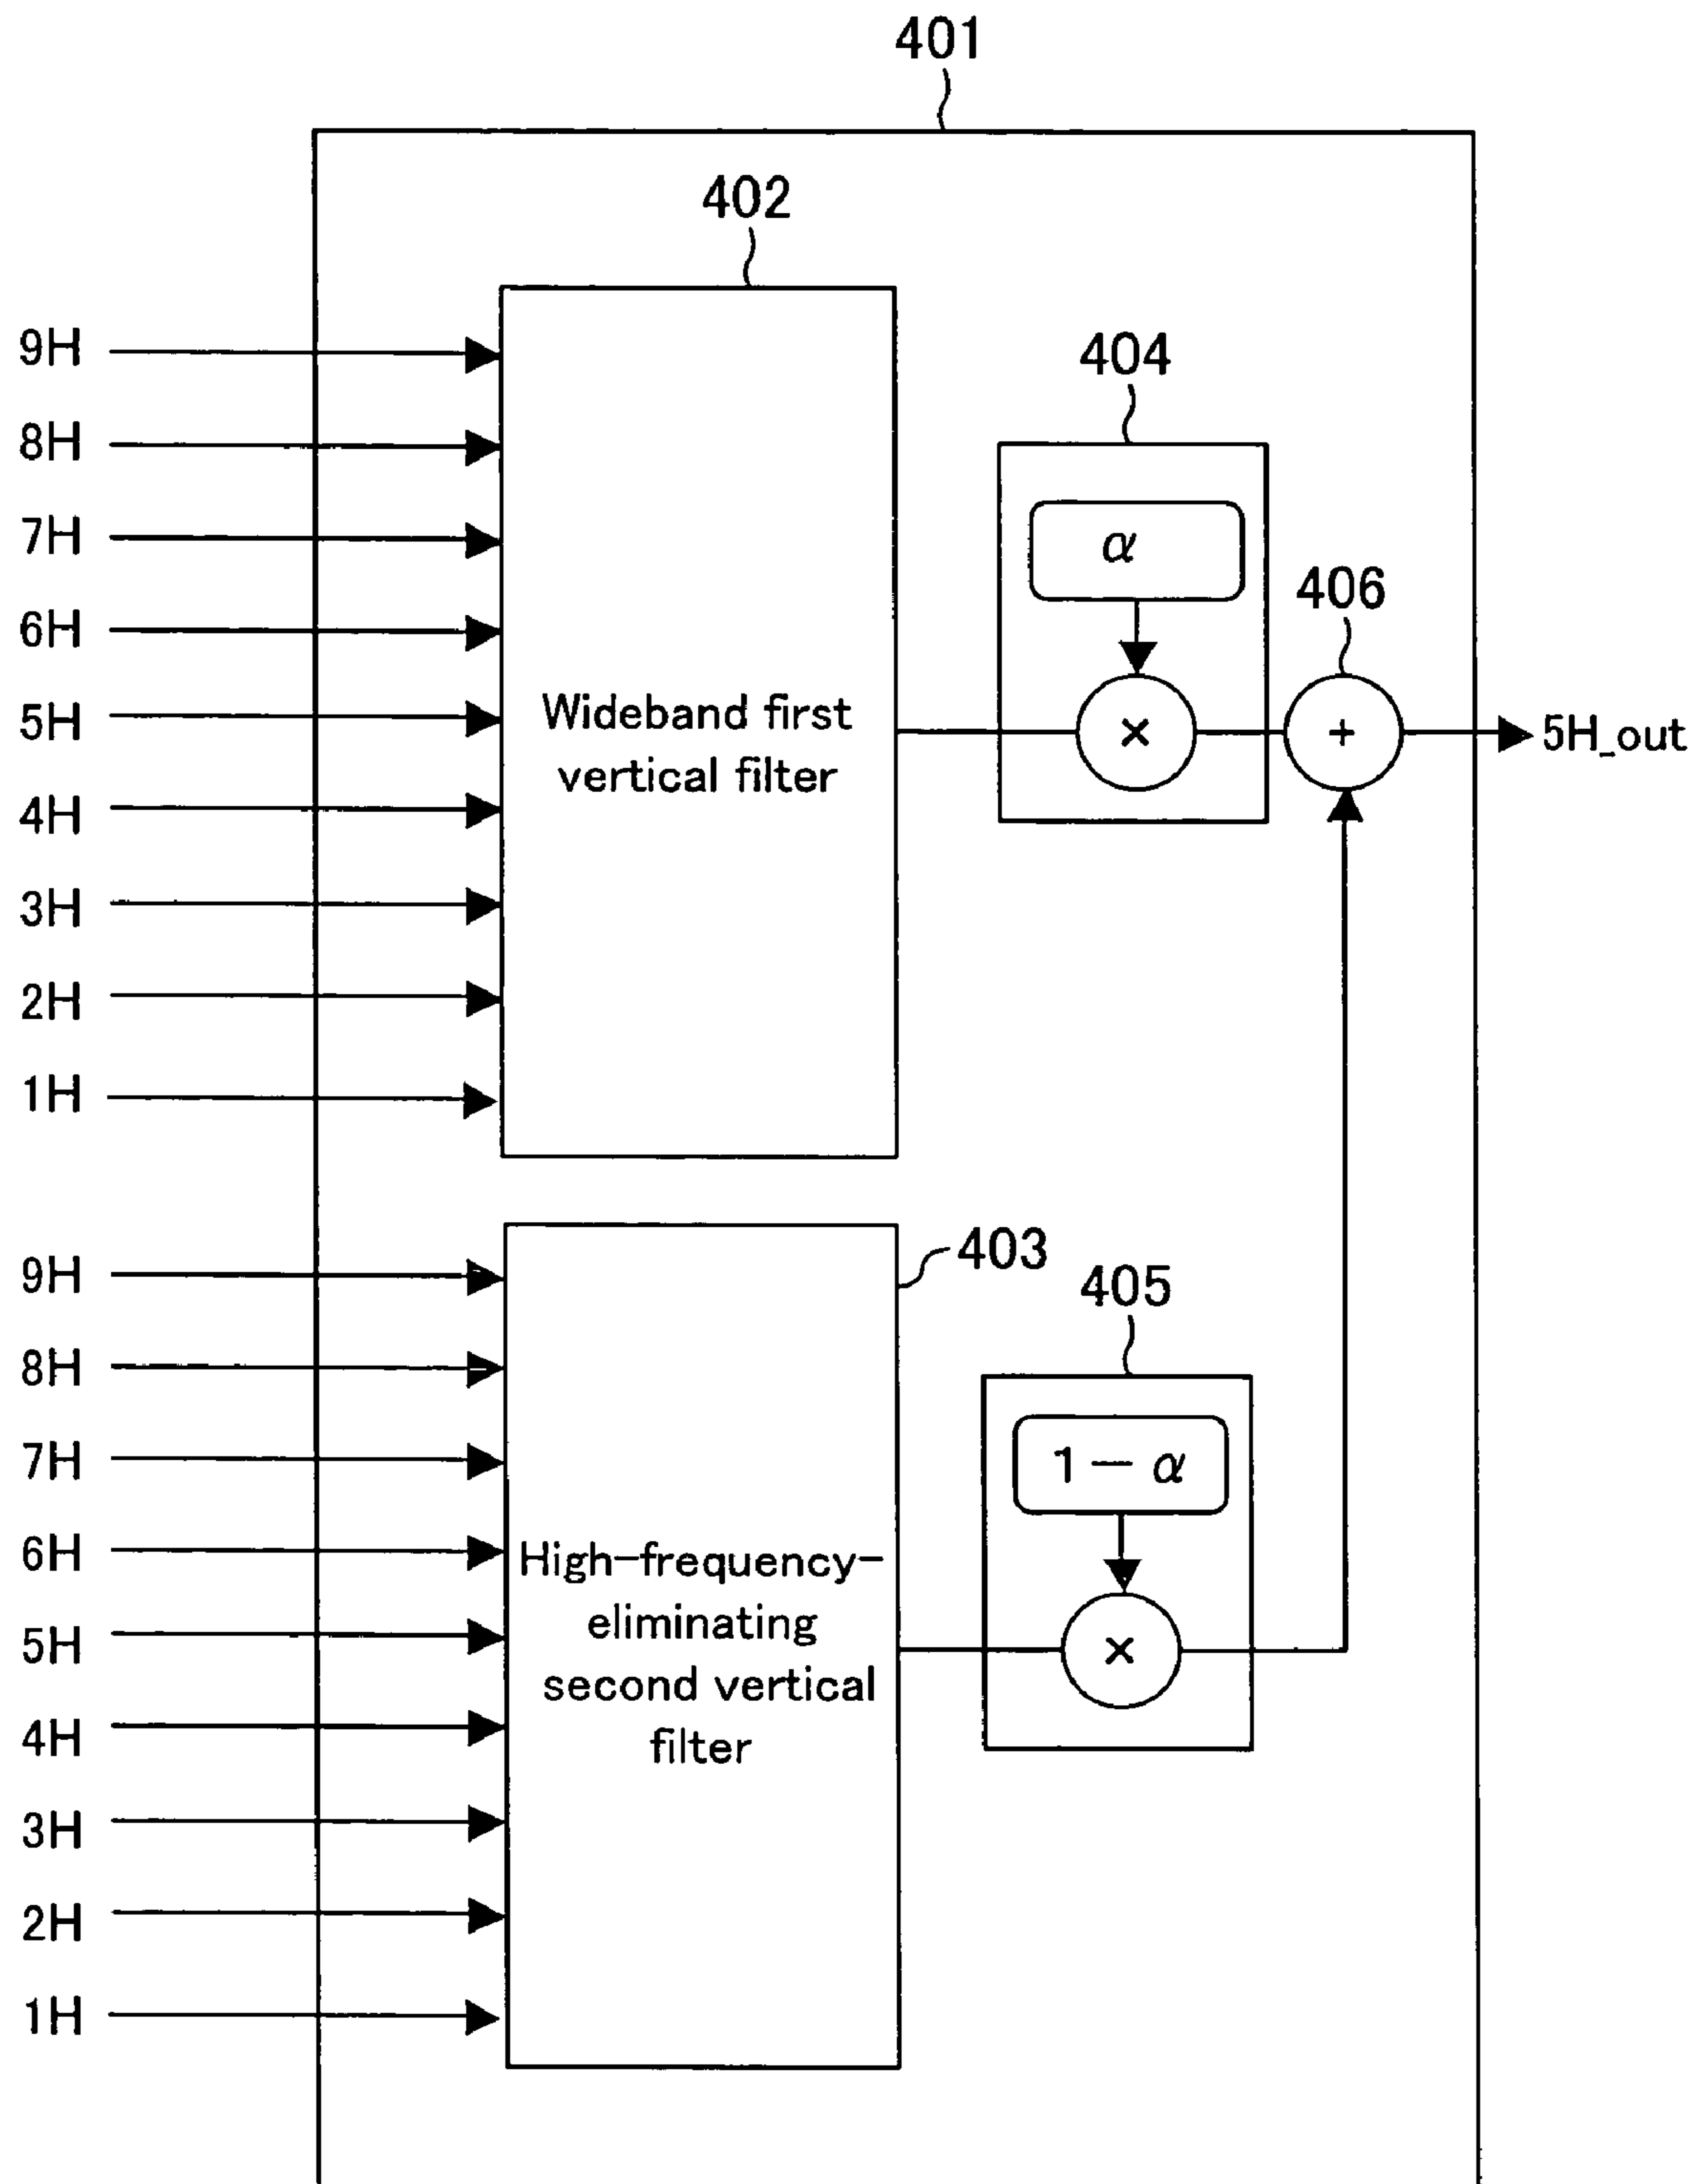 401
402
9H
8H
7H
6H
5H
4H
3H
2H
1H
Wideband first
vertical filter
404
α
×
406
+
5H_out
9H
8H
7H
6H
5H
4H
3H
2H
1H
403
High-frequency-
eliminating
second vertical
filter
405
1 - α
×